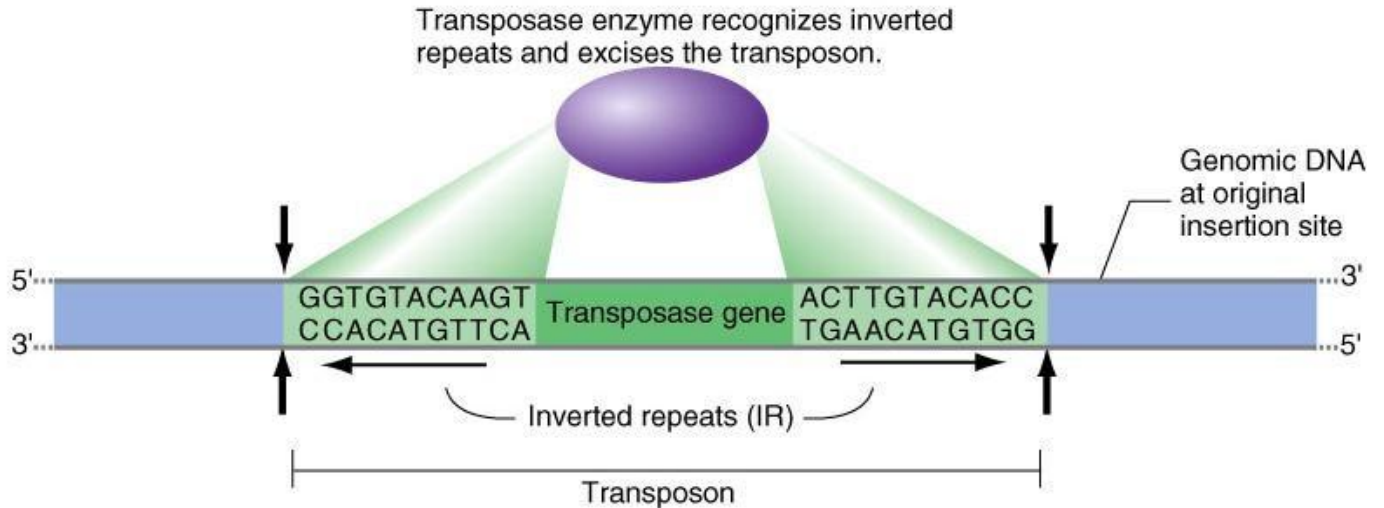 Transposase enzyme recognizes inverted
repeats and excises the transposon.
Genomic DNA
at original
insertion site
5' 3'
GGTGTACAAGT Transposase gene ACTTGTACACC
CCACATGTTCA TGAACATGTGG
3' 5'
Inverted repeats (IR)
Transposon